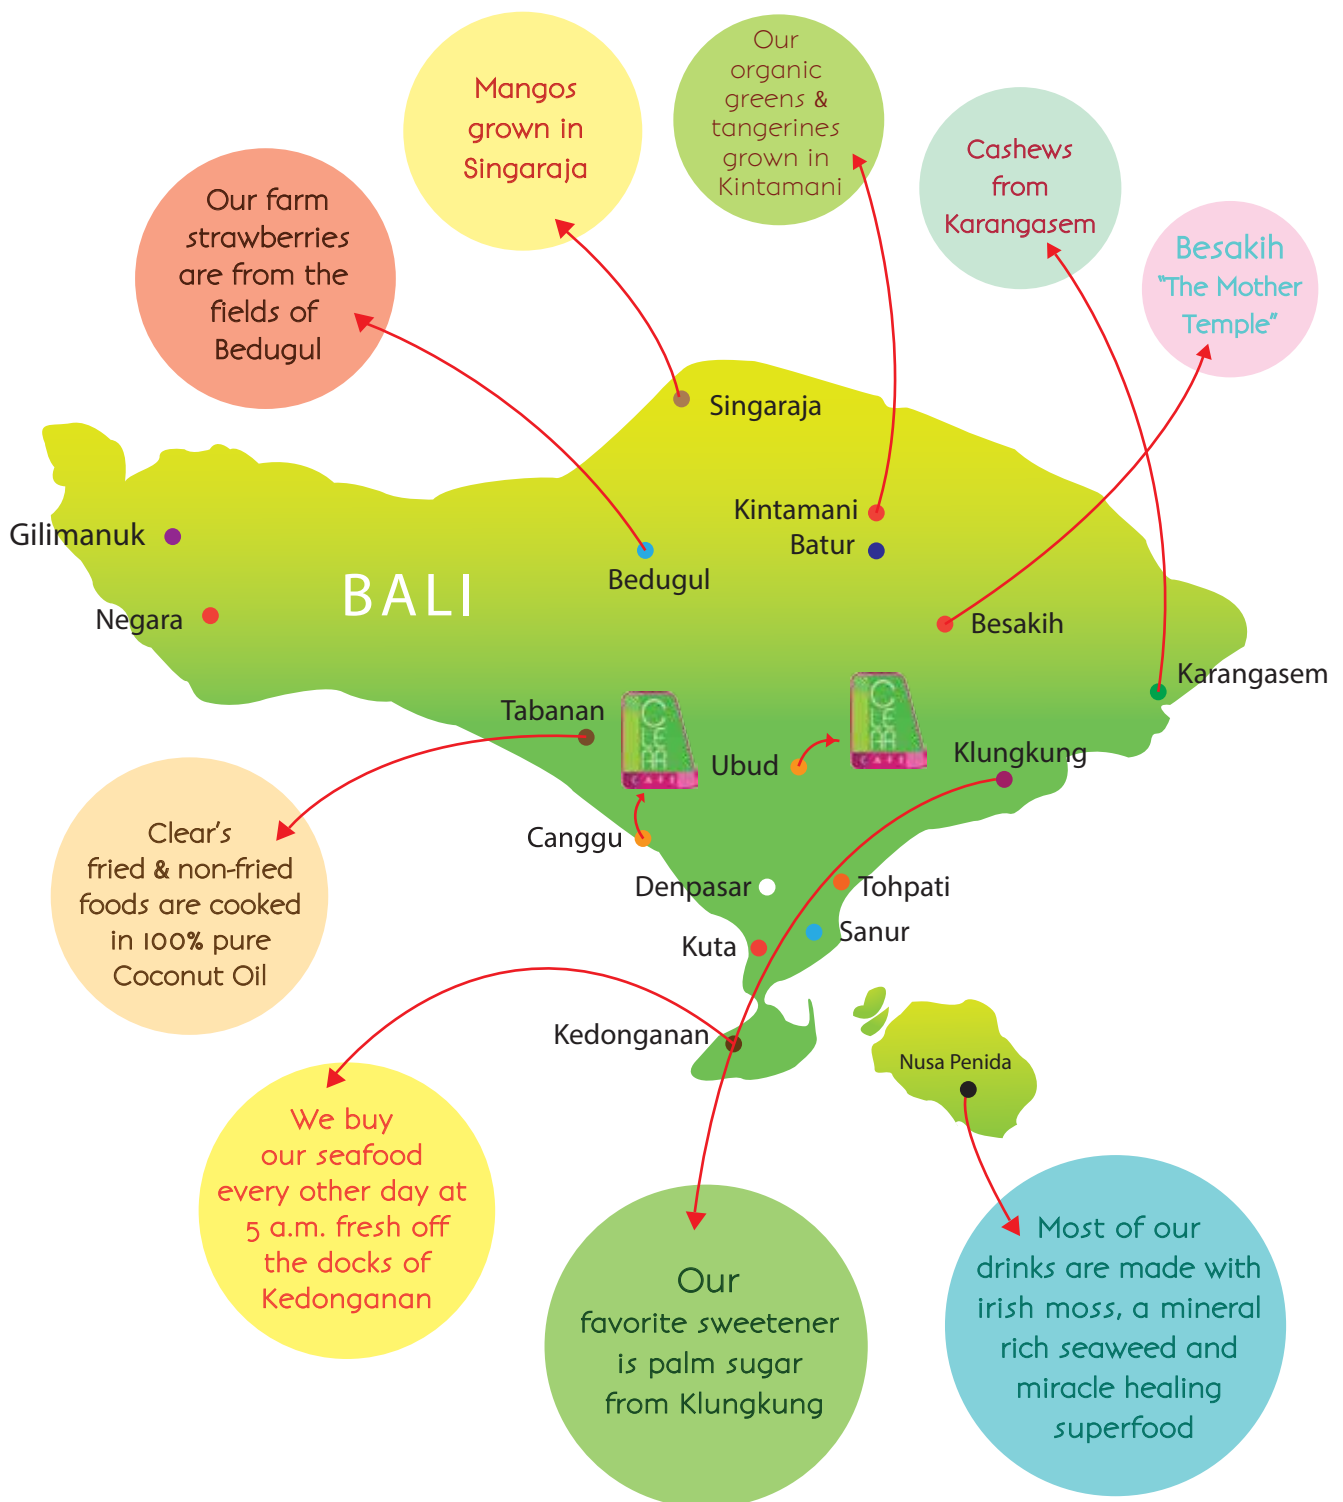 Our
organic
greens &
tangerines
grown in
Kintamani
Mangos
grown in
Singaraja
Cashews
from
Karangasem
Our farm
strawberries
are from the
fields of
Bedugul
Besakih
"The Mother
Temple"
Singaraja
Kintamani
Batur
Gilimanuk
Bedugul
BALI
Negara
Besakih
Karangasem
Tabanan
CAFE
Ubud
CAFE
Klungkung
Canggu
Clear's
fried & non-fried
foods are cooked
in 100% pure
Coconut Oil
Denpasar
Tohpati
Kuta
Sanur
Kedonganan
Nusa Penida
We buy
our seafood
every other day at
5 a.m. fresh off
the docks of
Kedonganan
Our
favorite sweetener
is palm sugar
from Klungkung
Most of our
drinks are made with
irish moss, a mineral
rich seaweed and
miracle healing
superfood